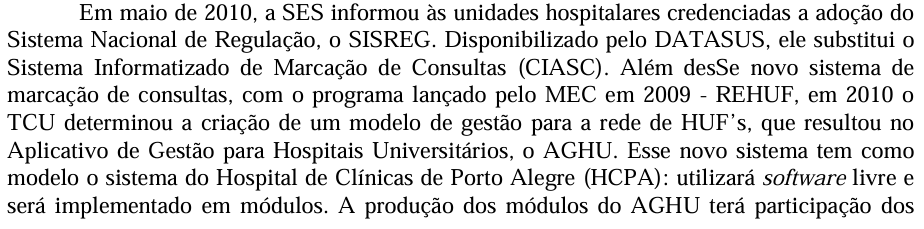 Em maio de 2010, a SES informou às unidades hospitalares credenciadas a adoção do
Sistema Nacional de Regulação, o SISREG. Disponibilizado pelo DATASUS, ele substitui o
Sistema Informatizado de Marcação de Consultas (CIASC). Além desSe novo sistema de
marcação de consultas, com o programa lançado pelo MEC em 2009 - REHUF, em 2010 o
TCU determinou a criação de um modelo de gestão para a rede de HUF’s, que resultou no
Aplicativo de Gestão para Hospitais Universitários, o AGHU. Esse novo sistema tem como
modelo o sistema do Hospital de Clínicas de Porto Alegre (HCPA): utilizará software livre e
será implementado em módulos. A produção dos módulos do AGHU terá participação dos